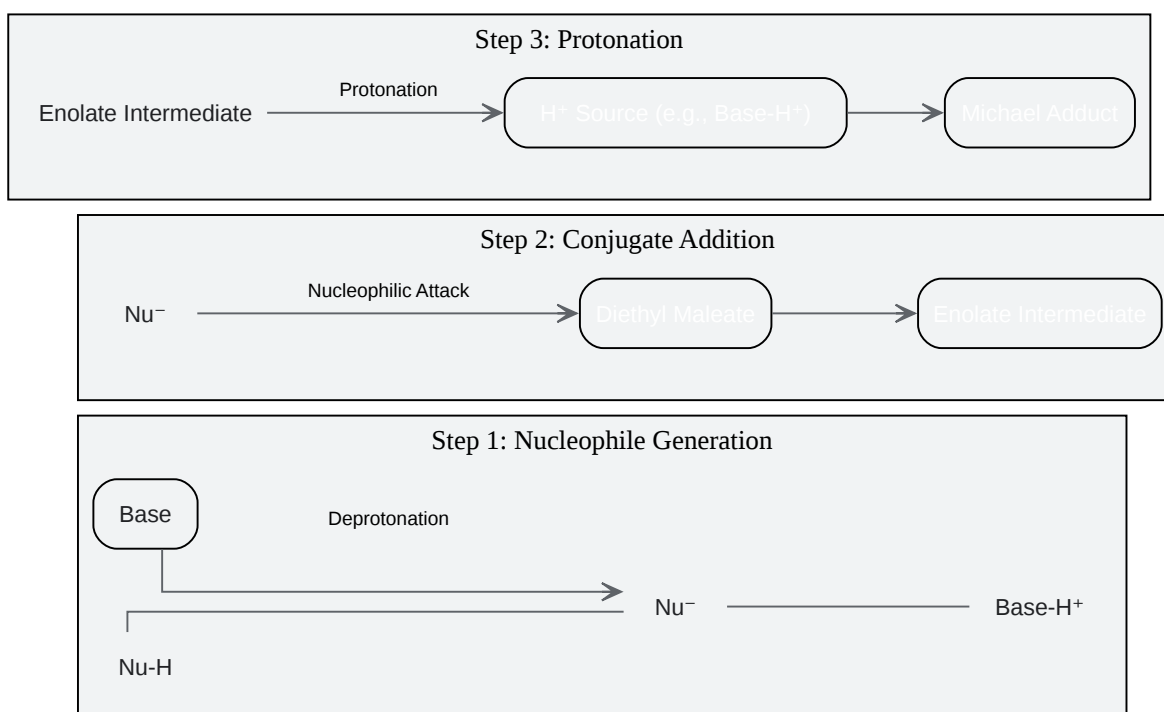 Step 3: Protonation
Protonation
Enolate Intermediate
H⁺ Source (e.g., Base-H⁺)
Michael Adduct
Step 2: Conjugate Addition
Nucleophilic Attack
Nu⁻
Diethyl Maleate
Enolate Intermediate
Step 1: Nucleophile Generation
Base
Deprotonation
Nu⁻
Base-H⁺
Nu-H